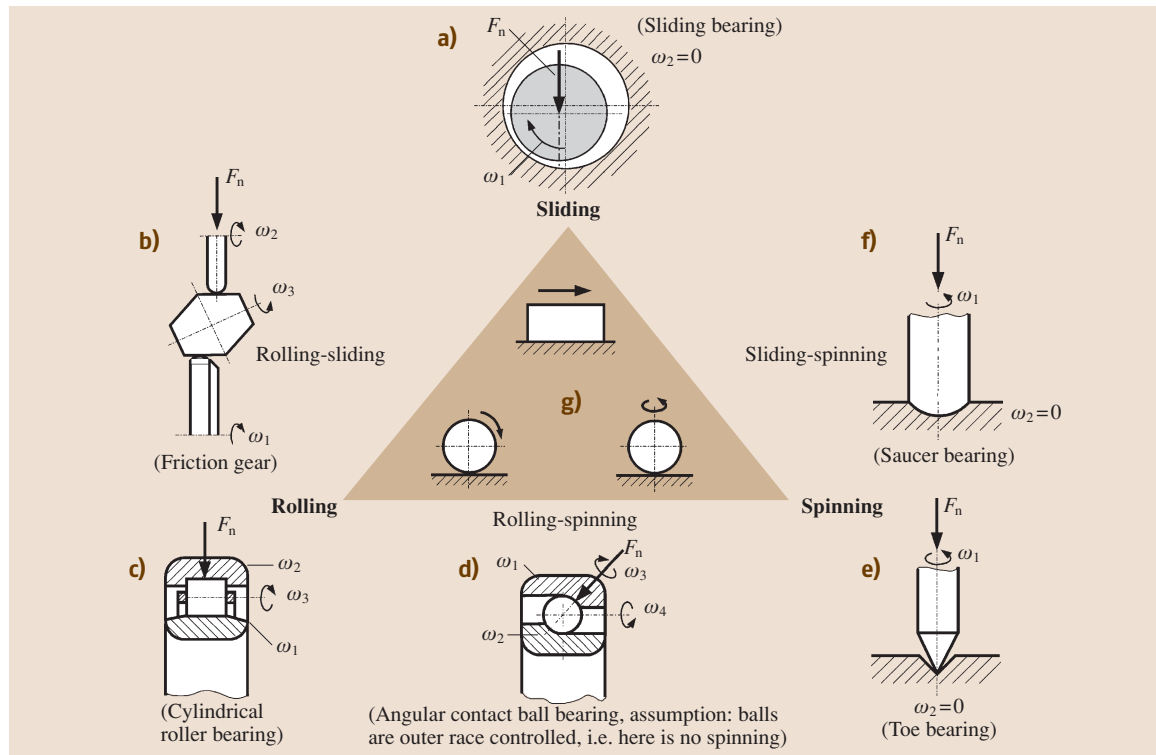 a)
Fn
(Sliding bearing)
ω2=0
ω1
Sliding
b)
Fn
ω2
ω3
Rolling-sliding
ω1
(Friction gear)
f)
Fn
ω1
Sliding-spinning
ω2=0
(Saucer bearing)
g)
Rolling
Rolling-spinning
Spinning
c)
Fn
ω2
ω3
ω1
(Cylindrical
roller bearing)
d)
ω1
Fn
ω3
ω4
ω2
(Angular contact ball bearing, assumption: balls
are outer race controlled, i.e. here is no spinning)
e)
Fn
ω1
ω2=0
(Toe bearing)